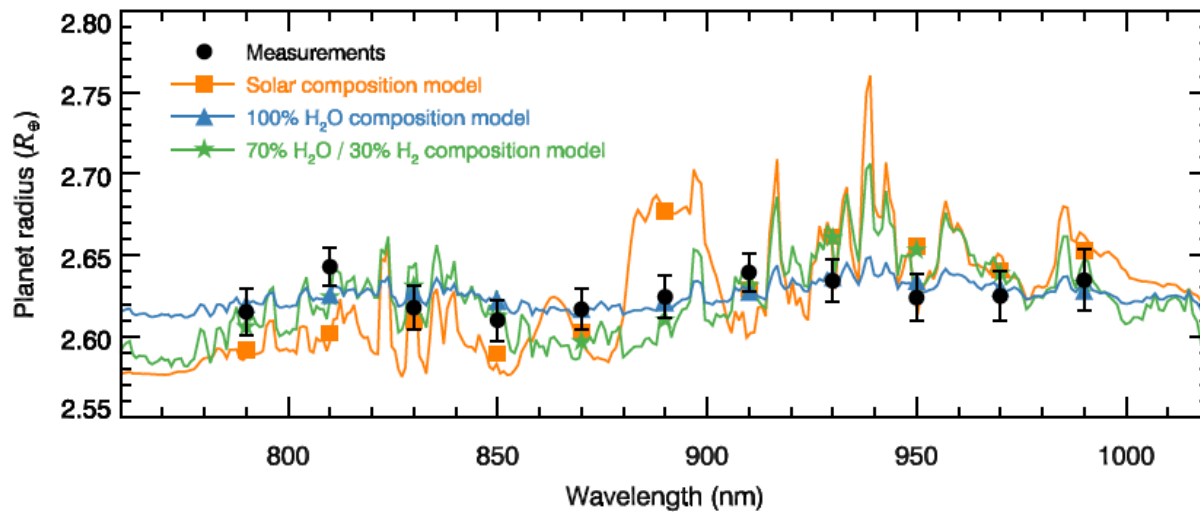 2.80
2.75
2.70
2.65
2.60
2.55
Planet radius (R⊕)
Measurements
Solar composition model
100% H₂O composition model
70% H₂O / 30% H₂ composition model
800 850 900 950 1000
Wavelength (nm)